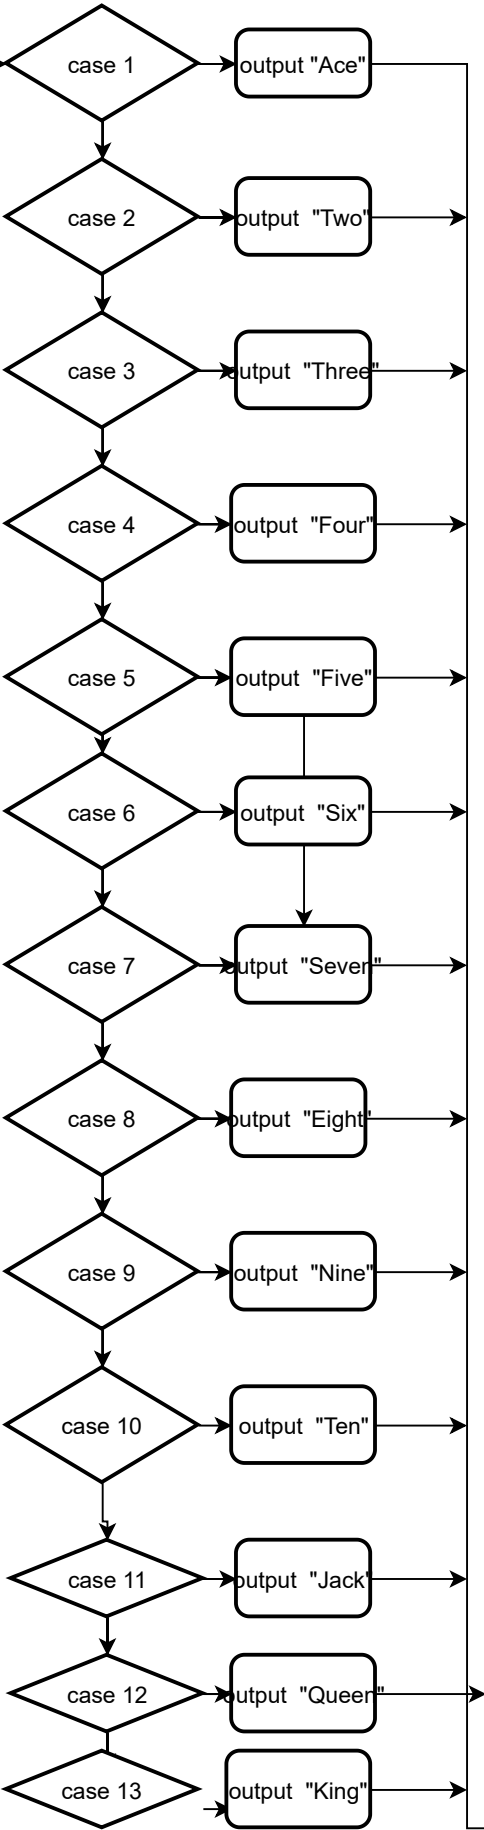 case 1
output "Ace"
case 2
output "Two"
case 3
output "Three"
case 4
output "Four"
case 5
output "Five"
case 6
output "Six"
case 7
output "Seven"
case 8
output "Eight"
case 9
output "Nine"
case 10
output "Ten"
case 11
output "Jack"
case 12
output "Queen"
case 13
output "King"